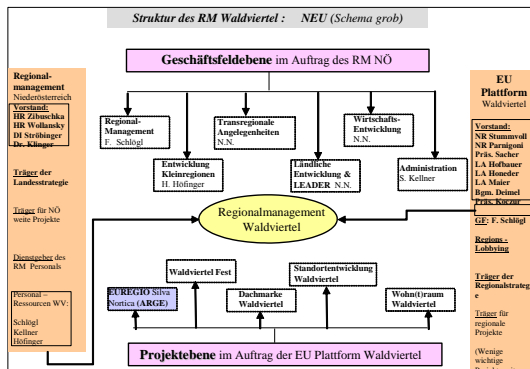 Struktur des RM Waldviertel : NEU (Schema grob)
Geschäftsfeldebene im Auftrag des RM NÖ
Regional-
management
Niederösterreich
Vorstand:
HR Zibuschka
HR Wollansky
DI Ströbinger
Dr. Klinger
Träger der
Landesstrategie
Träger für NÖ
weite Projekte
Dienstgeber des
RM Personals
Personal –
Ressourcen WV:
Schlögl
Kellner
Höfinger
Regional-
Management
F. Schlögl
Transregionale
Angelegenheiten
N.N.
Wirtschafts-
Entwicklung
N.N.
Entwicklung
Kleinregionen
H. Höfinger
Ländliche
Entwicklung &
LEADER N.N.
Administration
S. Kellner
Regionalmanagement
Waldviertel
Waldviertel Fest
Standortentwicklung
Waldviertel
EUREGIO Silva
Nortica (ARGE)
Dachmarke
Waldviertel
Wohn(t)raum
Waldviertel
Projektebene im Auftrag der EU Plattform Waldviertel
EU
Plattform
Waldviertel
Vorstand:
NR Stummvoll
NR Parnigoni
Präs. Sacher
LA Hofbauer
LA Honeder
LA Maier
Bgm. Deimel
Präs. Kuczur
GF: F. Schlögl
Regions -
Lobbying
Träger der
Regionalstrateg
e
Träger für
regionale
Projekte
(Wenige
wichtige